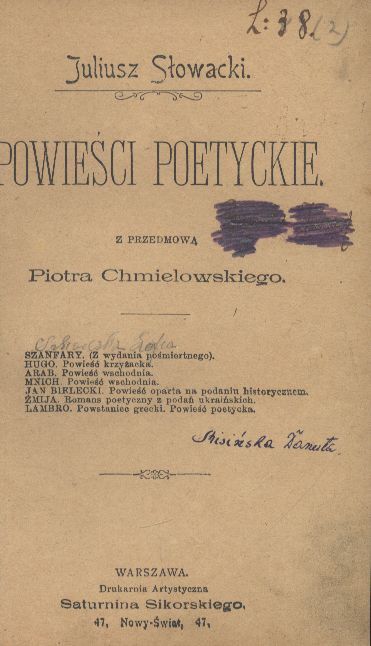 L: 38 (2)
Juliusz Słowacki.
POWIEŚCI POETYCKIE.
Z PRZEDMOWĄ
Piotra Chmielowskiego.
SZANFARY. (Z wydania pośmiertnego).
HUGO. Powieść krzyżacka.
ARAB. Powieść wschodnia.
MNICH. Powieść wschodnia.
JAN BIELECKI. Powieść oparta na podaniu historycznem.
ŻMIJA. Romans poetyczny z podań ukraińskich.
LAMBRO. Powstaniec grecki. Powieść poetycka.
Danuta
WARSZAWA.
Drukarnia Artystyczna
Saturnina Sikorskiego,
47, Nowy-Świat, 47,